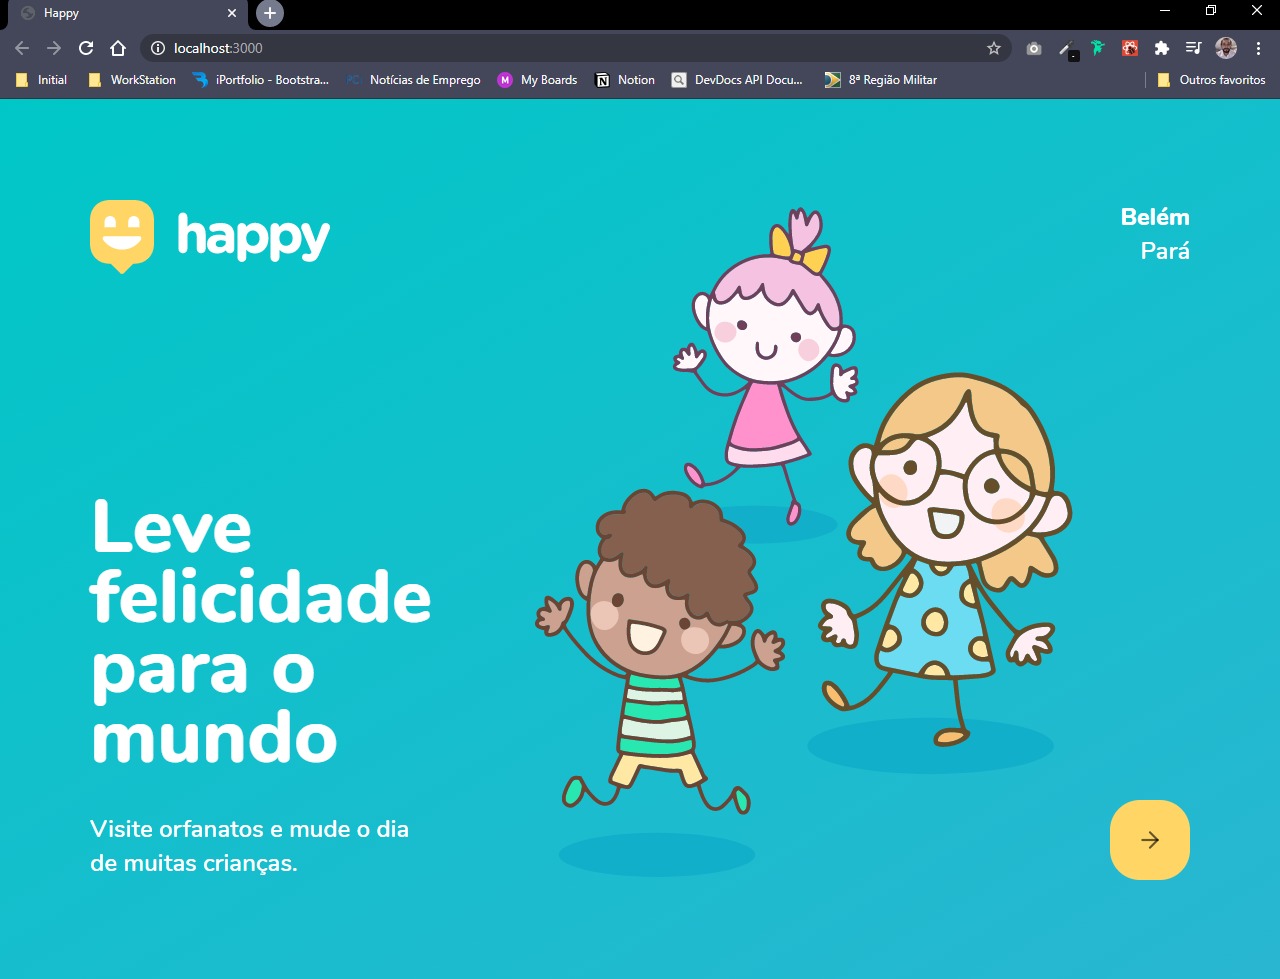 Happy
localhost:3000
Initial
WorkStation
iPortfolio - Bootstra...
PC
Notícias de Emprego
M
My Boards
N
Notion
DevDocs API Docu...
8ª Região Militar
Outros favoritos
happy
Belém
Pará
Leve
felicidade
para o
mundo
Visite orfanatos e mude o dia
de muitas crianças.